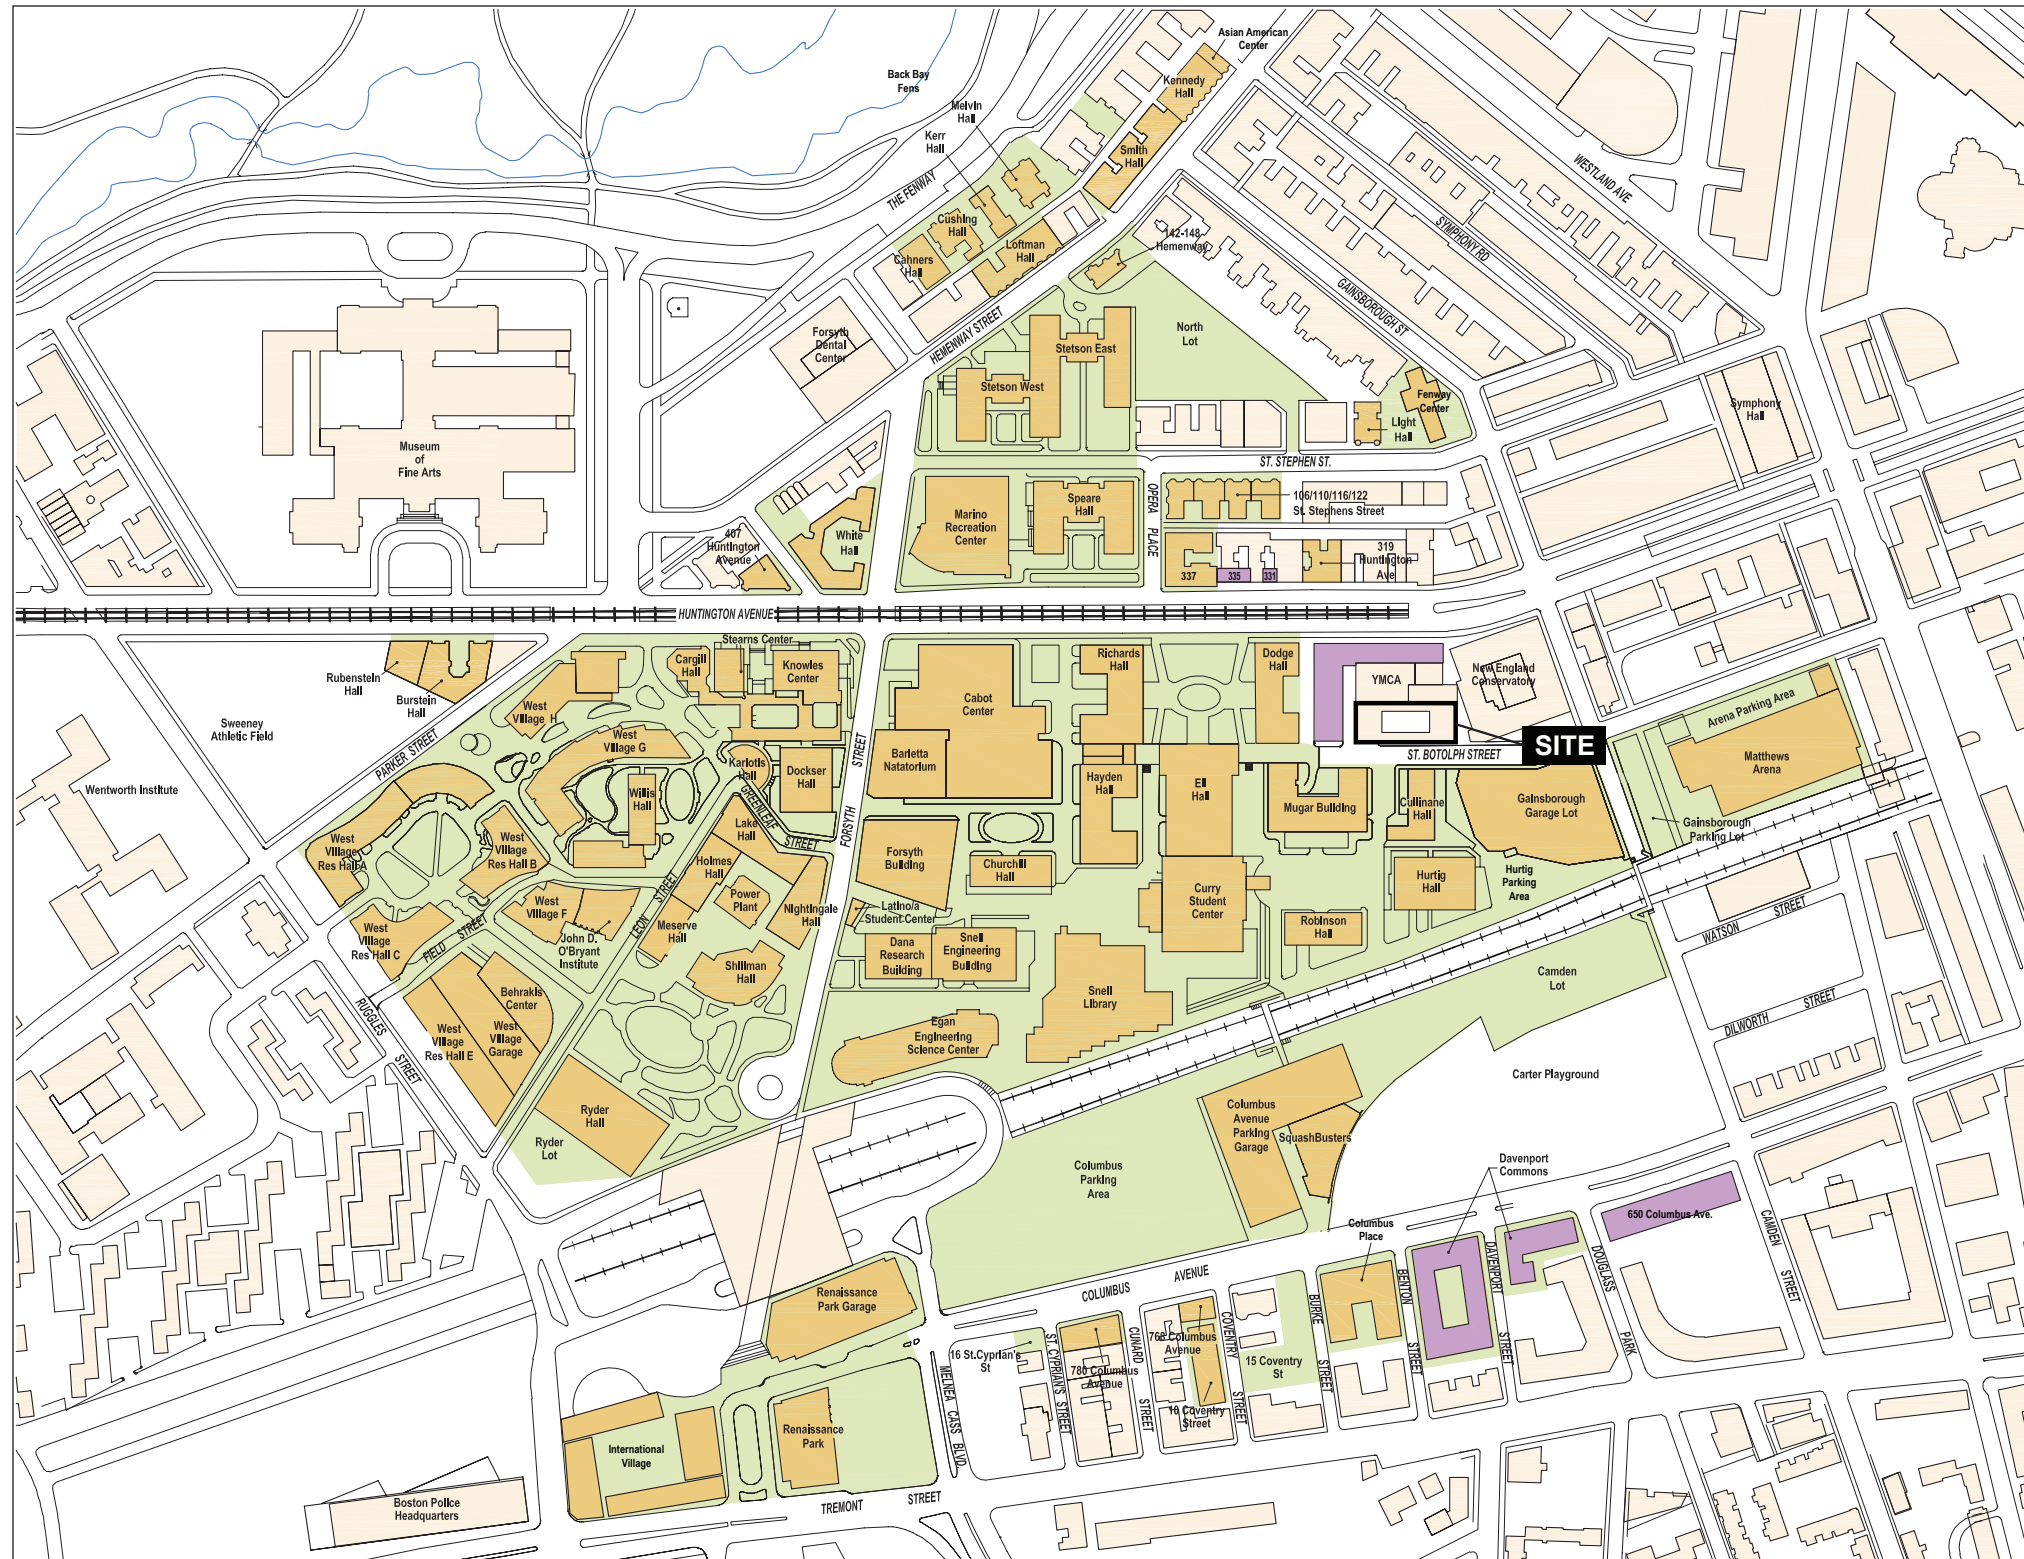 Asian American
Center
Back Bay
Fens
Kennedy
Hall
Melvin
Hall
Kerr
Hall
Smith
Hall
WESTLAND AVE
THE FENWAY
SYMPHONY RD
Cushing
Hall
Loftman
Hall
142-148
Hemenway
Cahners
Hall
GAINSBOROUGH ST
HEMENWAY STREET
Forsyth
Dental
Center
North
Lot
Stetson East
Stetson West
Fenway
Center
Light
Hall
Symphony
Hall
Museum
of
Fine Arts
ST. STEPHEN ST.
OPERA PLACE
Speare
Hall
106/110/116/122
St. Stephens Street
Marino
Recreation
Center
White
Hall
407
Huntington
Avenue
319
Huntington
Ave
337
335
331
HUNTINGTON AVENUE
Stearns Center
Cargill
Hall
Knowles
Center
Richards
Hall
Dodge
Hall
YMCA
New England
Conservatory
Rubenstein
Hall
Burstein
Hall
Sweeney
Athletic Field
West
Village H
Cabot
Center
Arena Parking Area
PARKER STREET
West
Village G
Barletta
Natatorium
FORSYTH STREET
SITE
ST. BOTOLPH STREET
Matthews
Arena
Karlotis
Hall
Dockser
Hall
Wentworth Institute
Willis
Hall
GREENLEAF STREET
Hayden
Hall
Ell
Hall
Mugar Building
Cullinane
Hall
Gainsborough
Garage Lot
Gainsborough
Parking Lot
Lake
Hall
West
Village
Res Hall A
West
Village
Res Hall B
Holmes
Hall
Forsyth
Building
Churchill
Hall
Curry
Student
Center
Hurtig
Hall
Hurtig
Parking
Area
Power
Plant
LEON STREET
West
Village F
Nightingale
Hall
Latino/a
Student Center
Robinson
Hall
WATSON STREET
West
Village
Res Hall C
FIELD STREET
John D.
O'Bryant
Institute
Meserve
Hall
Dana
Research
Building
Snell
Engineering
Building
Shillman
Hall
Camden
Lot
Behrakis
Center
Snell
Library
RUGGLES STREET
DILWORTH STREET
West
Village
Res Hall E
West
Village
Garage
Egan
Engineering
Science Center
Carter Playground
Ryder
Hall
Ryder
Lot
Columbus
Avenue
Parking
Garage
SquashBusters
Columbus
Parking
Area
Davenport
Commons
650 Columbus Ave.
Columbus
Place
CAMDEN STREET
DOUGLASS PARK
DAVENPORT STREET
BENTON STREET
BURKE STREET
COLUMBUS AVENUE
Renaissance
Park Garage
COVENTRY STREET
CUNARD STREET
ST. CYPRIAN'S STREET
MELNEA CASS BLVD.
16 St.Cyprian's
St
768 Columbus
Avenue
780 Columbus
Avenue
15 Coventry
St
10 Coventry
Street
Renaissance
Park
International
Village
Boston Police
Headquarters
TREMONT STREET